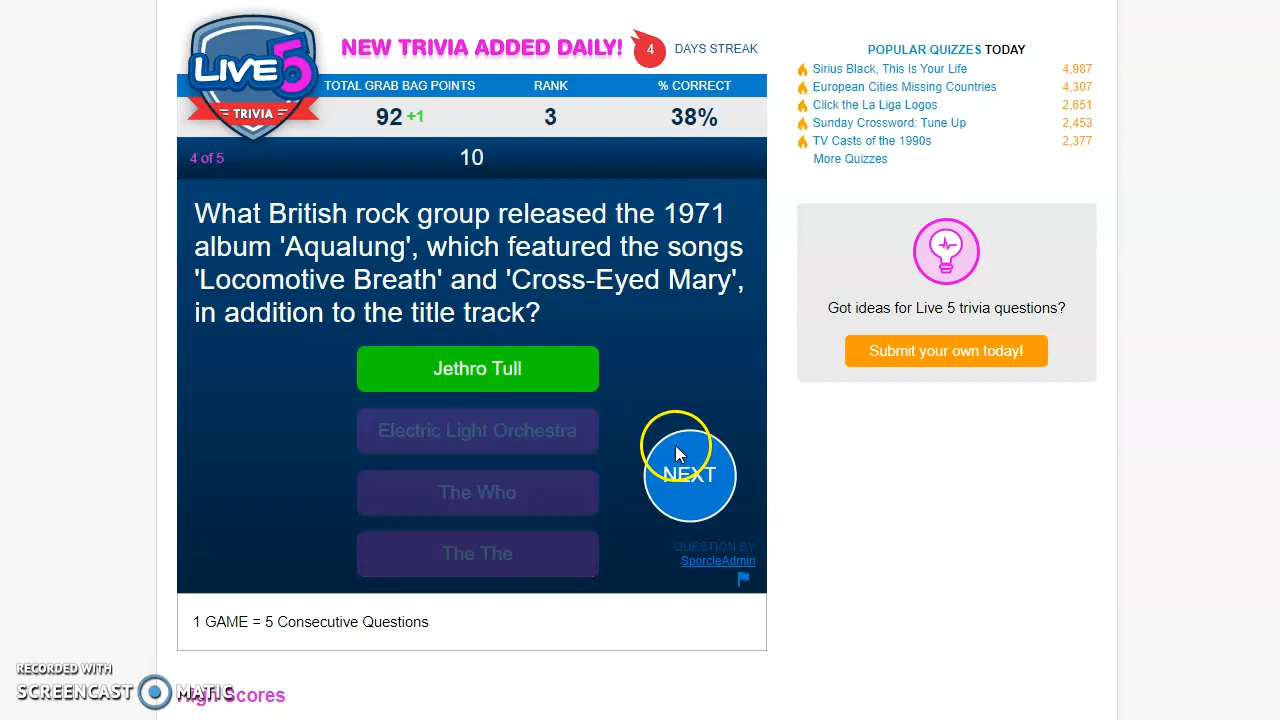 LIVE 5
= TRIVIA =
NEW TRIVIA ADDED DAILY!
4 DAYS STREAK
TOTAL GRAB BAG POINTS RANK % CORRECT
92 +1 3 38%
4 of 5 10
What British rock group released the 1971
album 'Aqualung', which featured the songs
'Locomotive Breath' and 'Cross-Eyed Mary',
in addition to the title track?
Jethro Tull
Electric Light Orchestra
The Who
The The
NEXT
QUESTION BY
SporcleAdmin
1 GAME = 5 Consecutive Questions
High Scores
POPULAR QUIZZES TODAY
Sirius Black, This Is Your Life 4,987
European Cities Missing Countries 4,307
Click the La Liga Logos 2,651
Sunday Crossword: Tune Up 2,453
TV Casts of the 1990s 2,377
More Quizzes
Got ideas for Live 5 trivia questions?
Submit your own today!
RECORDED WITH
SCREENCAST MATIC